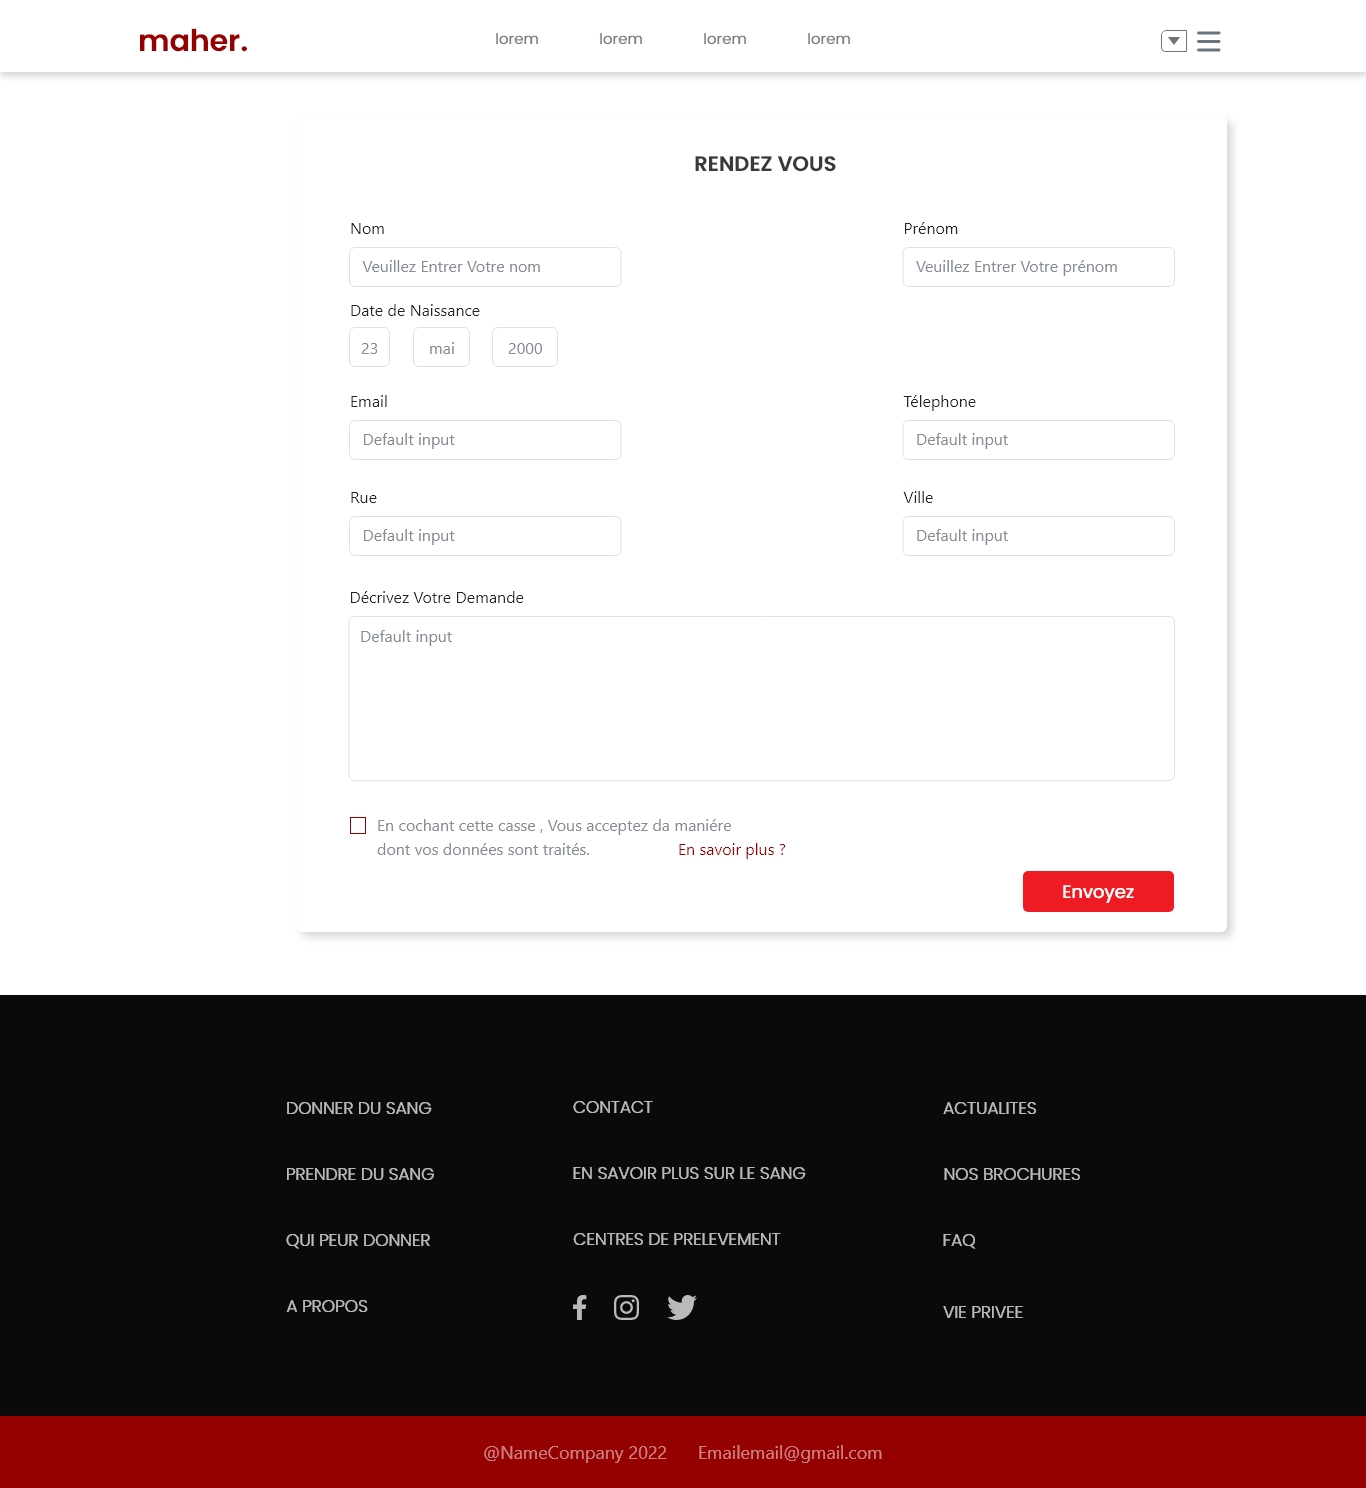 maher.
lorem lorem lorem lorem
RENDEZ VOUS
Nom
Prénom
Veuillez Entrer Votre nom
Veuillez Entrer Votre prénom
Date de Naissance
23 mai 2000
Email
Télephone
Default input
Default input
Rue
Ville
Default input
Default input
Décrivez Votre Demande
Default input
En cochant cette casse , Vous acceptez da maniére
dont vos données sont traités. En savoir plus ?
Envoyez
DONNER DU SANG
CONTACT
ACTUALITES
PRENDRE DU SANG
EN SAVOIR PLUS SUR LE SANG
NOS BROCHURES
QUI PEUR DONNER
CENTRES DE PRELEVEMENT
FAQ
A PROPOS
VIE PRIVEE
@NameCompany 2022 Emailemail@gmail.com